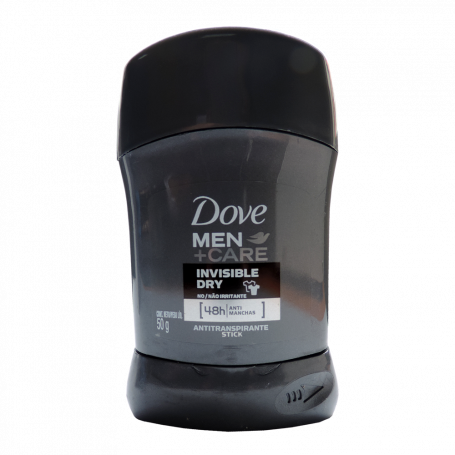 Dove
MEN
+CARE
INVISIBLE
DRY
NO/NÃO IRRITANTE
[48h] ANTI
MANCHAS
50 g
ANTITRANSPIRANTE
STICK